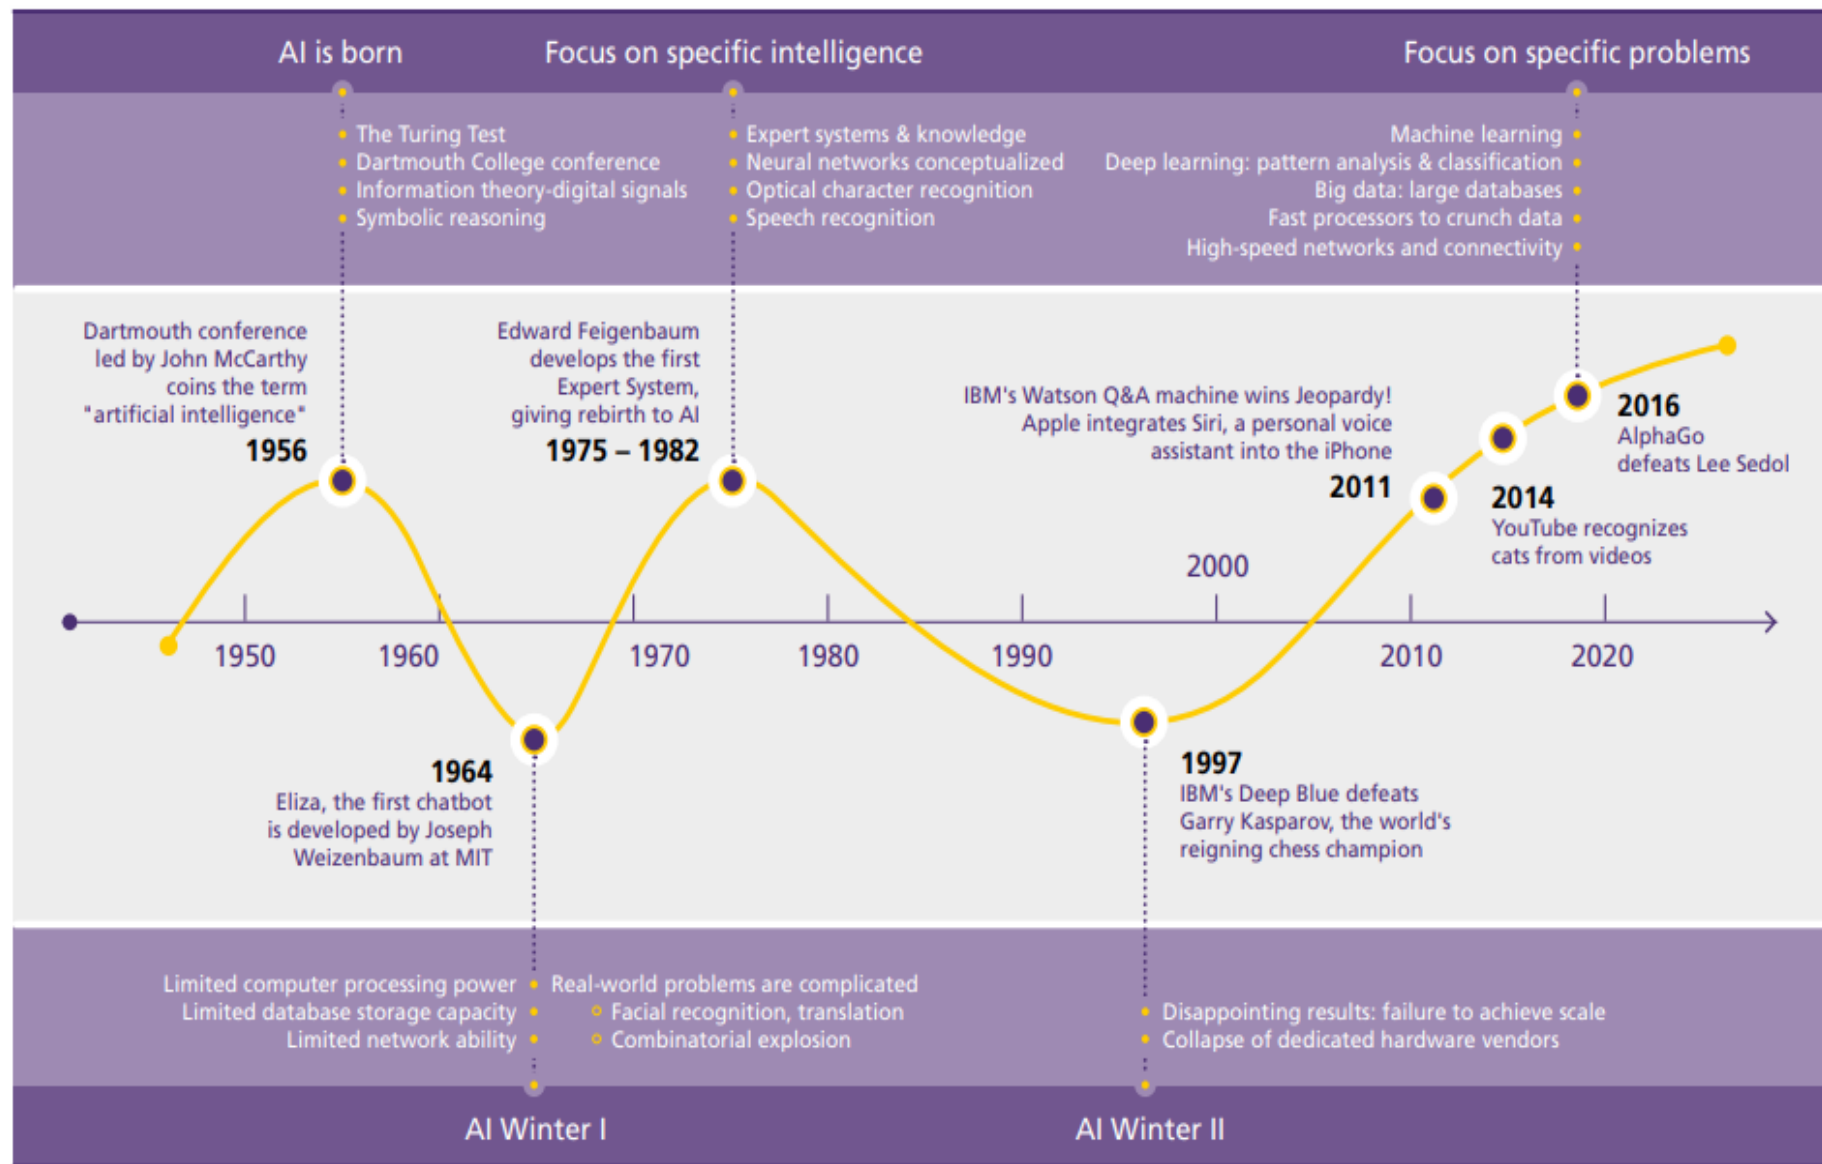 AI is born
Focus on specific intelligence
Focus on specific problems
The Turing Test
Dartmouth College conference
Information theory-digital signals
Symbolic reasoning
Expert systems & knowledge
Neural networks conceptualized
Optical character recognition
Speech recognition
Machine learning
Deep learning: pattern analysis & classification
Big data: large databases
Fast processors to crunch data
High-speed networks and connectivity
Dartmouth conference
led by John McCarthy
coins the term
"artificial intelligence"
1956
Edward Feigenbaum
develops the first
Expert System,
giving rebirth to AI
1975 – 1982
IBM's Watson Q&A machine wins Jeopardy!
Apple integrates Siri, a personal voice
assistant into the iPhone
2011
2016
AlphaGo
defeats Lee Sedol
2014
YouTube recognizes
cats from videos
1950
1960
1970
1980
1990
2000
2010
2020
1964
Eliza, the first chatbot
is developed by Joseph
Weizenbaum at MIT
1997
IBM's Deep Blue defeats
Garry Kasparov, the world's
reigning chess champion
Limited computer processing power
Limited database storage capacity
Limited network ability
Real-world problems are complicated
Facial recognition, translation
Combinatorial explosion
Disappointing results: failure to achieve scale
Collapse of dedicated hardware vendors
AI Winter I
AI Winter II